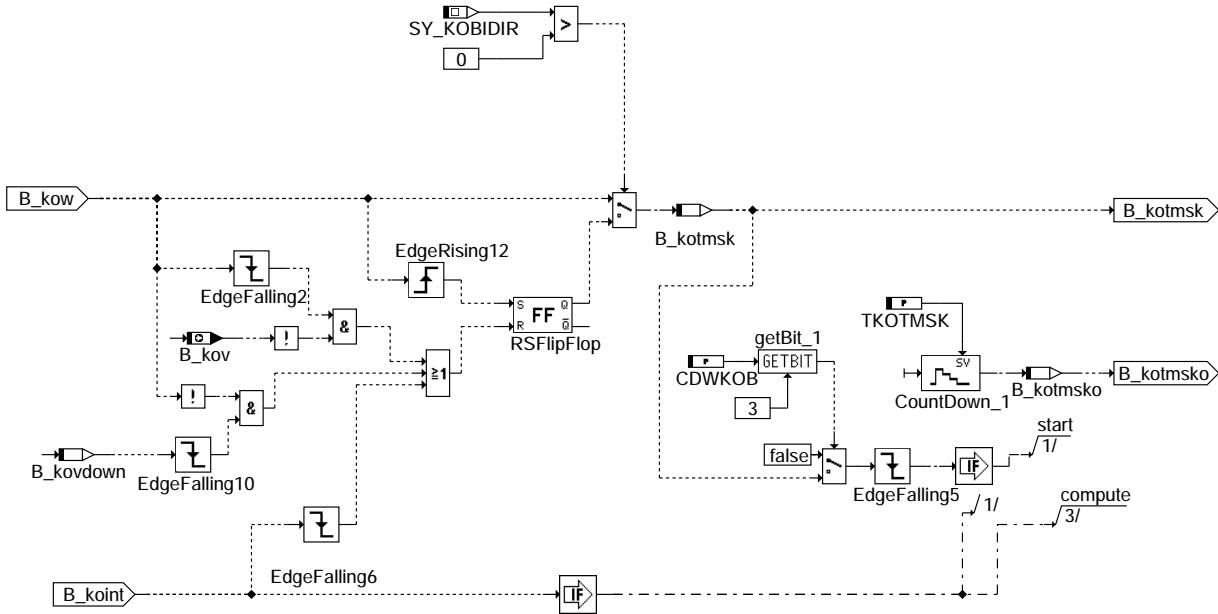 SY_KOBIDIR
>
0
B_kow
B_kotmsk
B_kotmsk
EdgeRising12
EdgeFalling2
S Q
FF
R Q
RSFlipFlop
&
B_kov
!
≥1
TKOTMSK
P
getBit_1
GETBIT
P
CDWKOB
3
SV
CountDown_1
B_kotmsko
B_kotmsko
!
&
B_kovdown
EdgeFalling10
false
EdgeFalling5
IF
start
1/
1/
compute
3/
EdgeFalling6
B_koint
IF